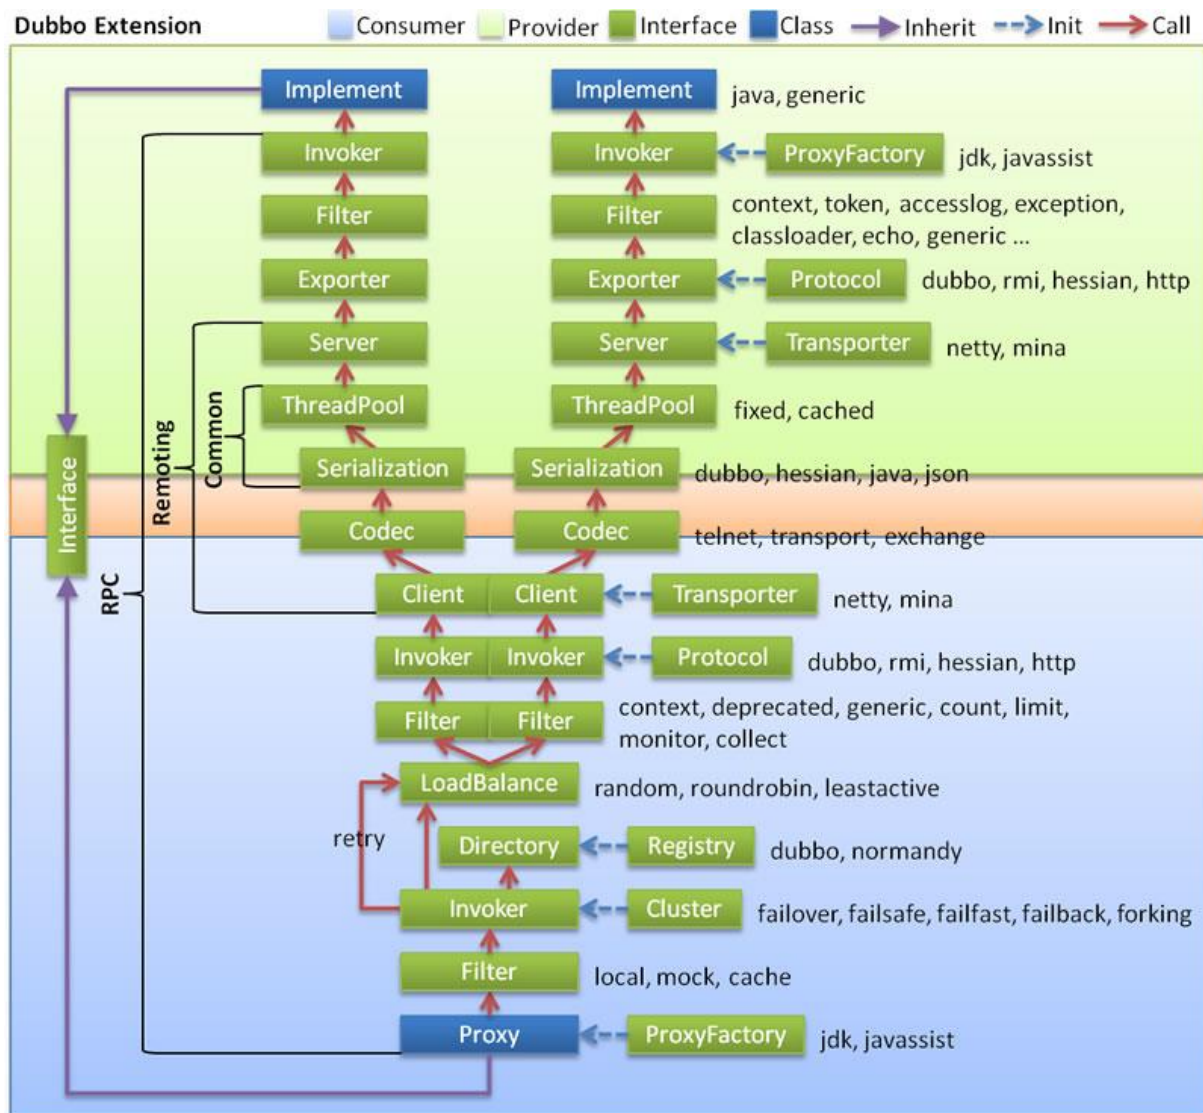 Dubbo Extension
Consumer
Provider
Interface
Class
Inherit
Init
Call
Implement
Implement
java, generic
Invoker
Invoker
ProxyFactory
jdk, javassist
Filter
Filter
context, token, accesslog, exception,
classloader, echo, generic ...
Exporter
Exporter
Protocol
dubbo, rmi, hessian, http
Server
Server
Transporter
netty, mina
ThreadPool
ThreadPool
fixed, cached
Common
Remoting
RPC
Interface
Serialization
Serialization
dubbo, hessian, java, json
Codec
Codec
telnet, transport, exchange
Client
Client
Transporter
netty, mina
Invoker
Invoker
Protocol
dubbo, rmi, hessian, http
Filter
Filter
context, deprecated, generic, count, limit,
monitor, collect
LoadBalance
random, roundrobin, leastactive
retry
Directory
Registry
dubbo, normandy
Invoker
Cluster
failover, failsafe, failfast, failback, forking
Filter
local, mock, cache
Proxy
ProxyFactory
jdk, javassist